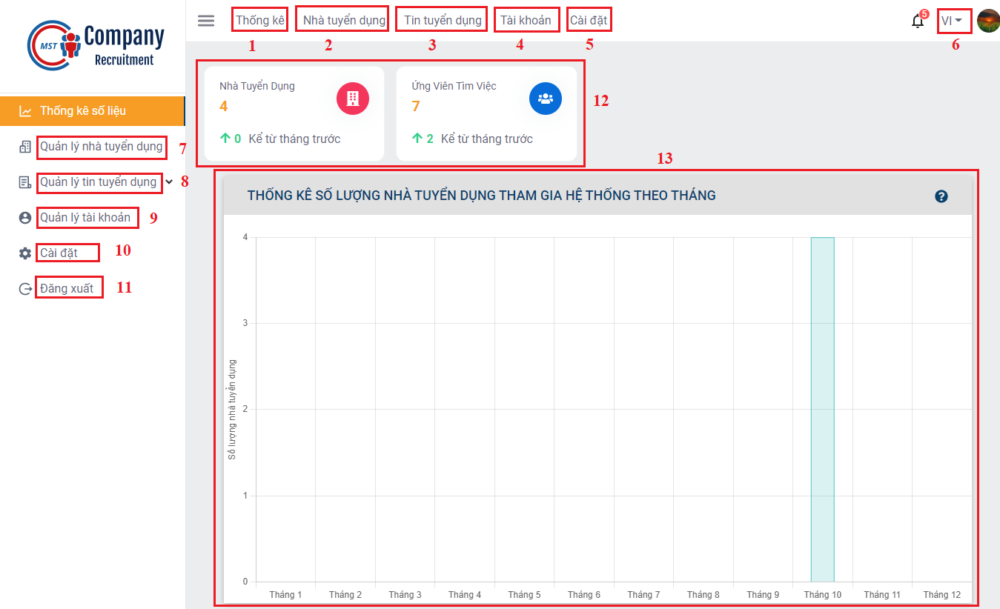 MST
Company
Recruitment
Thống kê số liệu
Quản lý nhà tuyển dụng 7
Quản lý tin tuyển dụng 8
Quản lý tài khoản 9
Cài đặt 10
Đăng xuất 11
Thống kê Nhà tuyển dụng Tin tuyển dụng Tài khoản Cài đặt 5 VI
1 2 3 4 5 6
Nhà Tuyển Dụng
4
0 Kể từ tháng trước
Ứng Viên Tìm Việc
7
2 Kể từ tháng trước
12
13
THỐNG KÊ SỐ LƯỢNG NHÀ TUYỂN DỤNG THAM GIA HỆ THỐNG THEO THÁNG ?
Số lượng nhà tuyển dụng
4
3
2
1
0
Tháng 1 Tháng 2 Tháng 3 Tháng 4 Tháng 5 Tháng 6 Tháng 7 Tháng 8 Tháng 9 Tháng 10 Tháng 11 Tháng 12